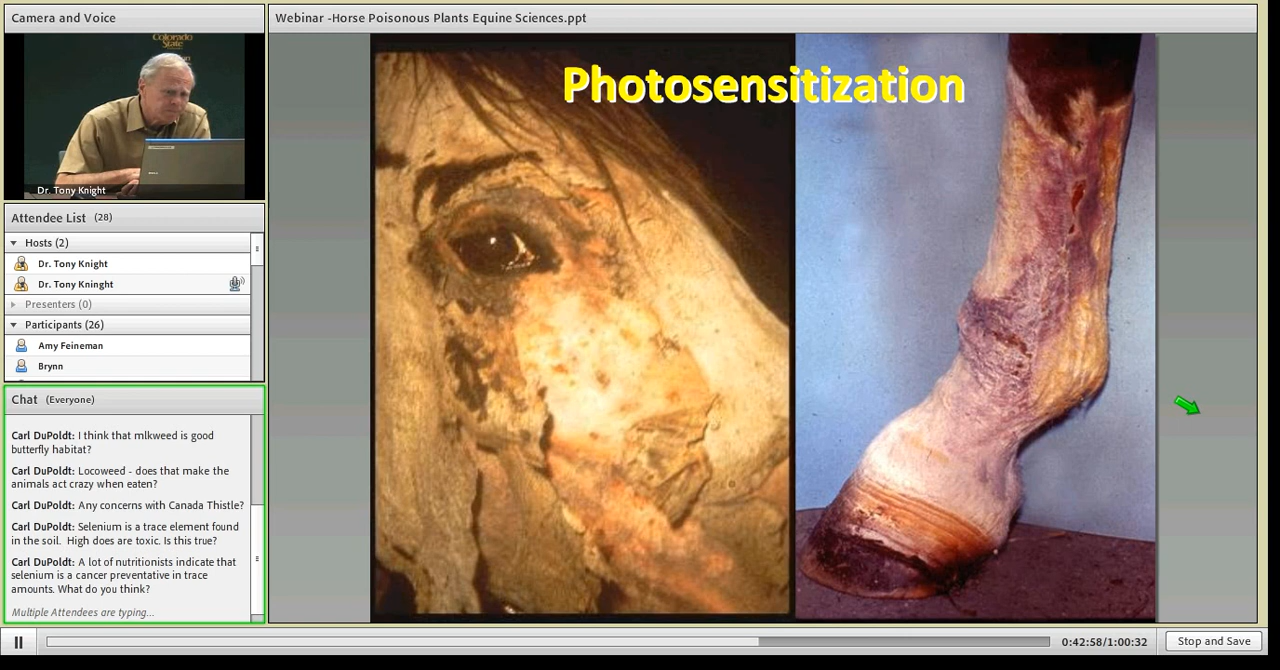 Camera and Voice
Colorado
State
Dr. Tony Knight
Attendee List (28)
Hosts (2)
Dr. Tony Knight
Dr. Tony Kninght
Presenters (0)
Participants (26)
Amy Feineman
Brynn
Chat (Everyone)
Carl DuPoldt: I think that mlkweed is good
butterfly habitat?
Carl DuPoldt: Locoweed - does that make the
animals act crazy when eaten?
Carl DuPoldt: Any concerns with Canada Thistle?
Carl DuPoldt: Selenium is a trace element found
in the soil. High does are toxic. Is this true?
Carl DuPoldt: A lot of nutritionists indicate that
selenium is a cancer preventative in trace
amounts. What do you think?
Multiple Attendees are typing...
Webinar -Horse Poisonous Plants Equine Sciences.ppt
Photosensitization
0:42:58/1:00:32
Stop and Save